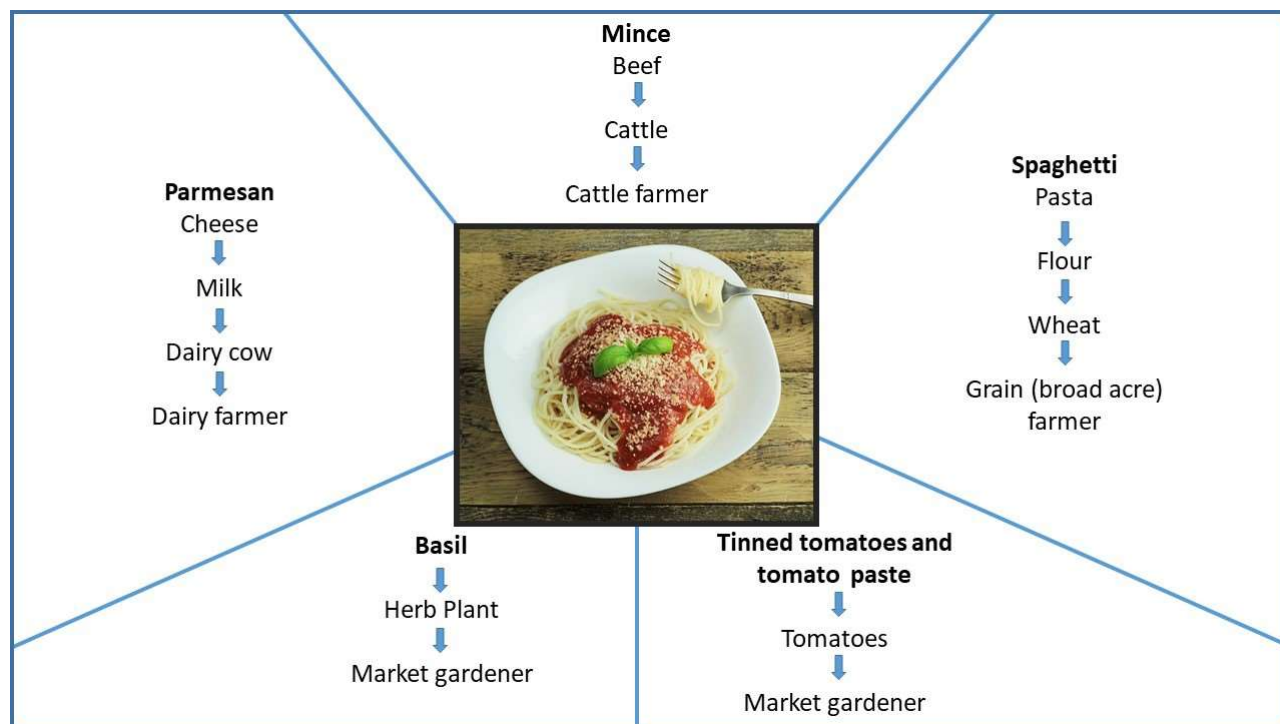 Mince
Beef
Cattle
Cattle farmer
Parmesan
Cheese
Milk
Dairy cow
Dairy farmer
Spaghetti
Pasta
Flour
Wheat
Grain (broad acre)
farmer
Basil
Herb Plant
Market gardener
Tinned tomatoes and
tomato paste
Tomatoes
Market gardener